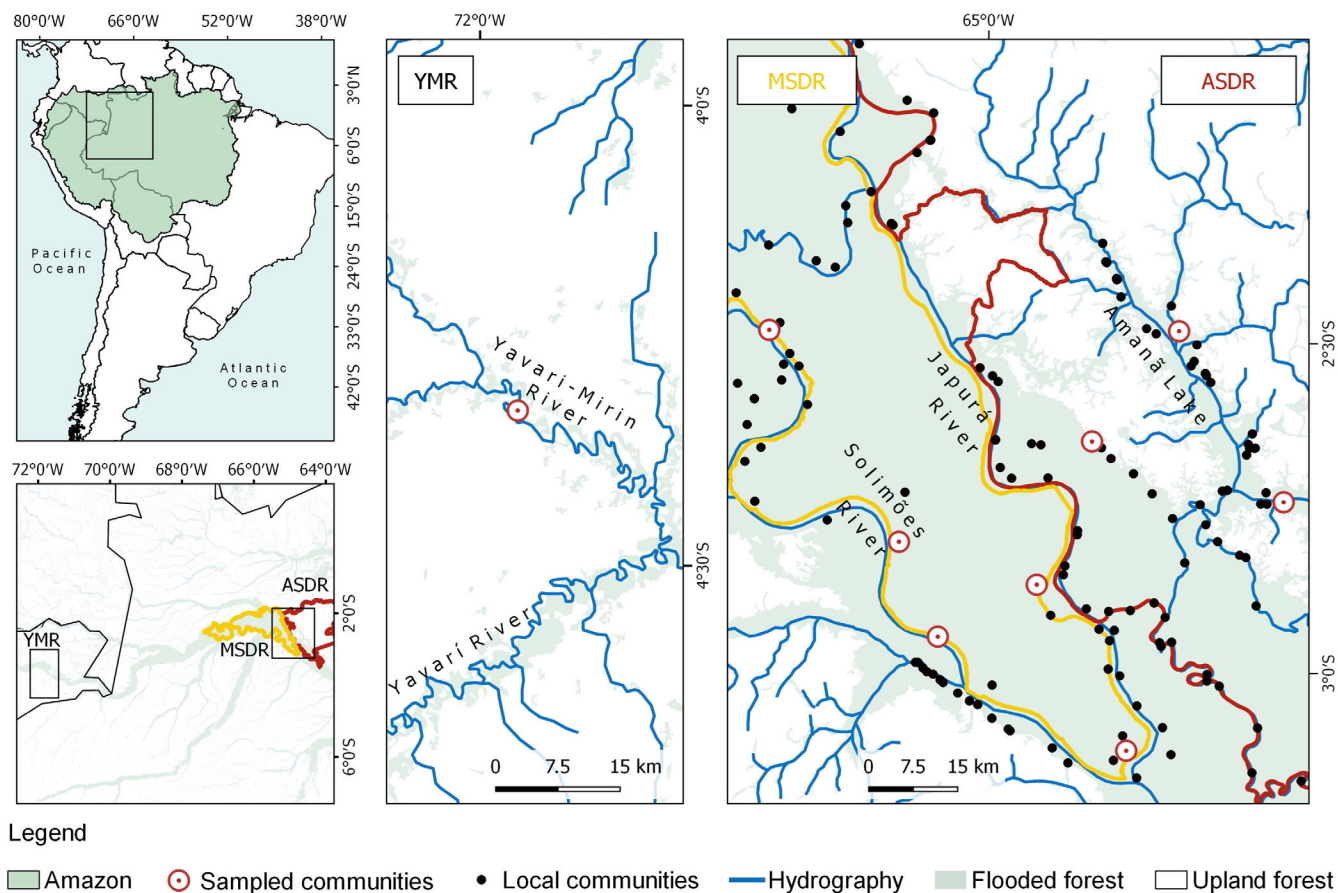 80°0'W 66°0'W 52°0'W 38°0'W
3°0'N
6°0'S
15°0'S
24°0'S
33°0'S
42°0'S
Pacific
Ocean
Atlantic
Ocean
72°0'W 70°0'W 68°0'W 66°0'W 64°0'W
ASDR
MSDR
YMR
2°0'S
6°0'S
72°0'W
YMR
4°0'S
4°30'S
Yavari-Mirin
River
Yavarí River
0 7.5 15 km
65°0'W
MSDR
ASDR
2°30'S
3°0'S
Amanã Lake
Japurá
River
Solimões
River
0 7.5 15 km
Legend
Amazon
Sampled communities
Local communities
Hydrography
Flooded forest
Upland forest